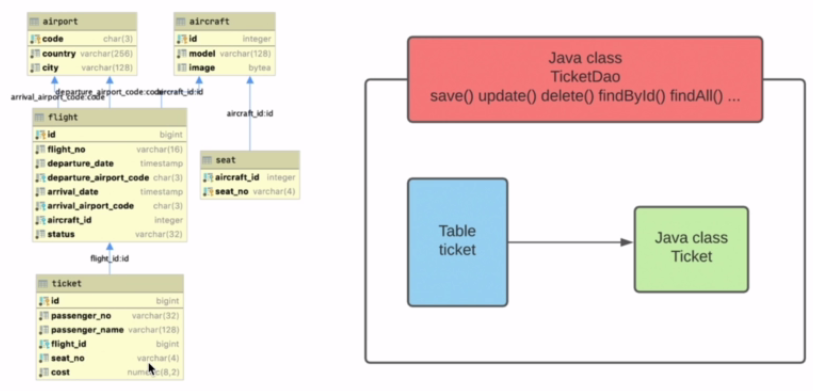 airport
code char(3)
country varchar(256)
city varchar(128)
aircraft
id integer
model varchar(128)
image bytea
arrival_airport_code:code
departure_airport_code:code
aircraft_id:id
aircraft_id:id
flight
id bigint
flight_no varchar(16)
departure_date timestamp
departure_airport_code char(3)
arrival_date timestamp
arrival_airport_code char(3)
aircraft_id integer
status varchar(32)
seat
aircraft_id integer
seat_no varchar(4)
flight_id:id
ticket
id bigint
passenger_no varchar(32)
passenger_name varchar(128)
flight_id bigint
seat_no varchar(4)
cost numeric(8,2)
Java class
TicketDao
save() update() delete() findById() findAll() ...
Table
ticket
Java class
Ticket